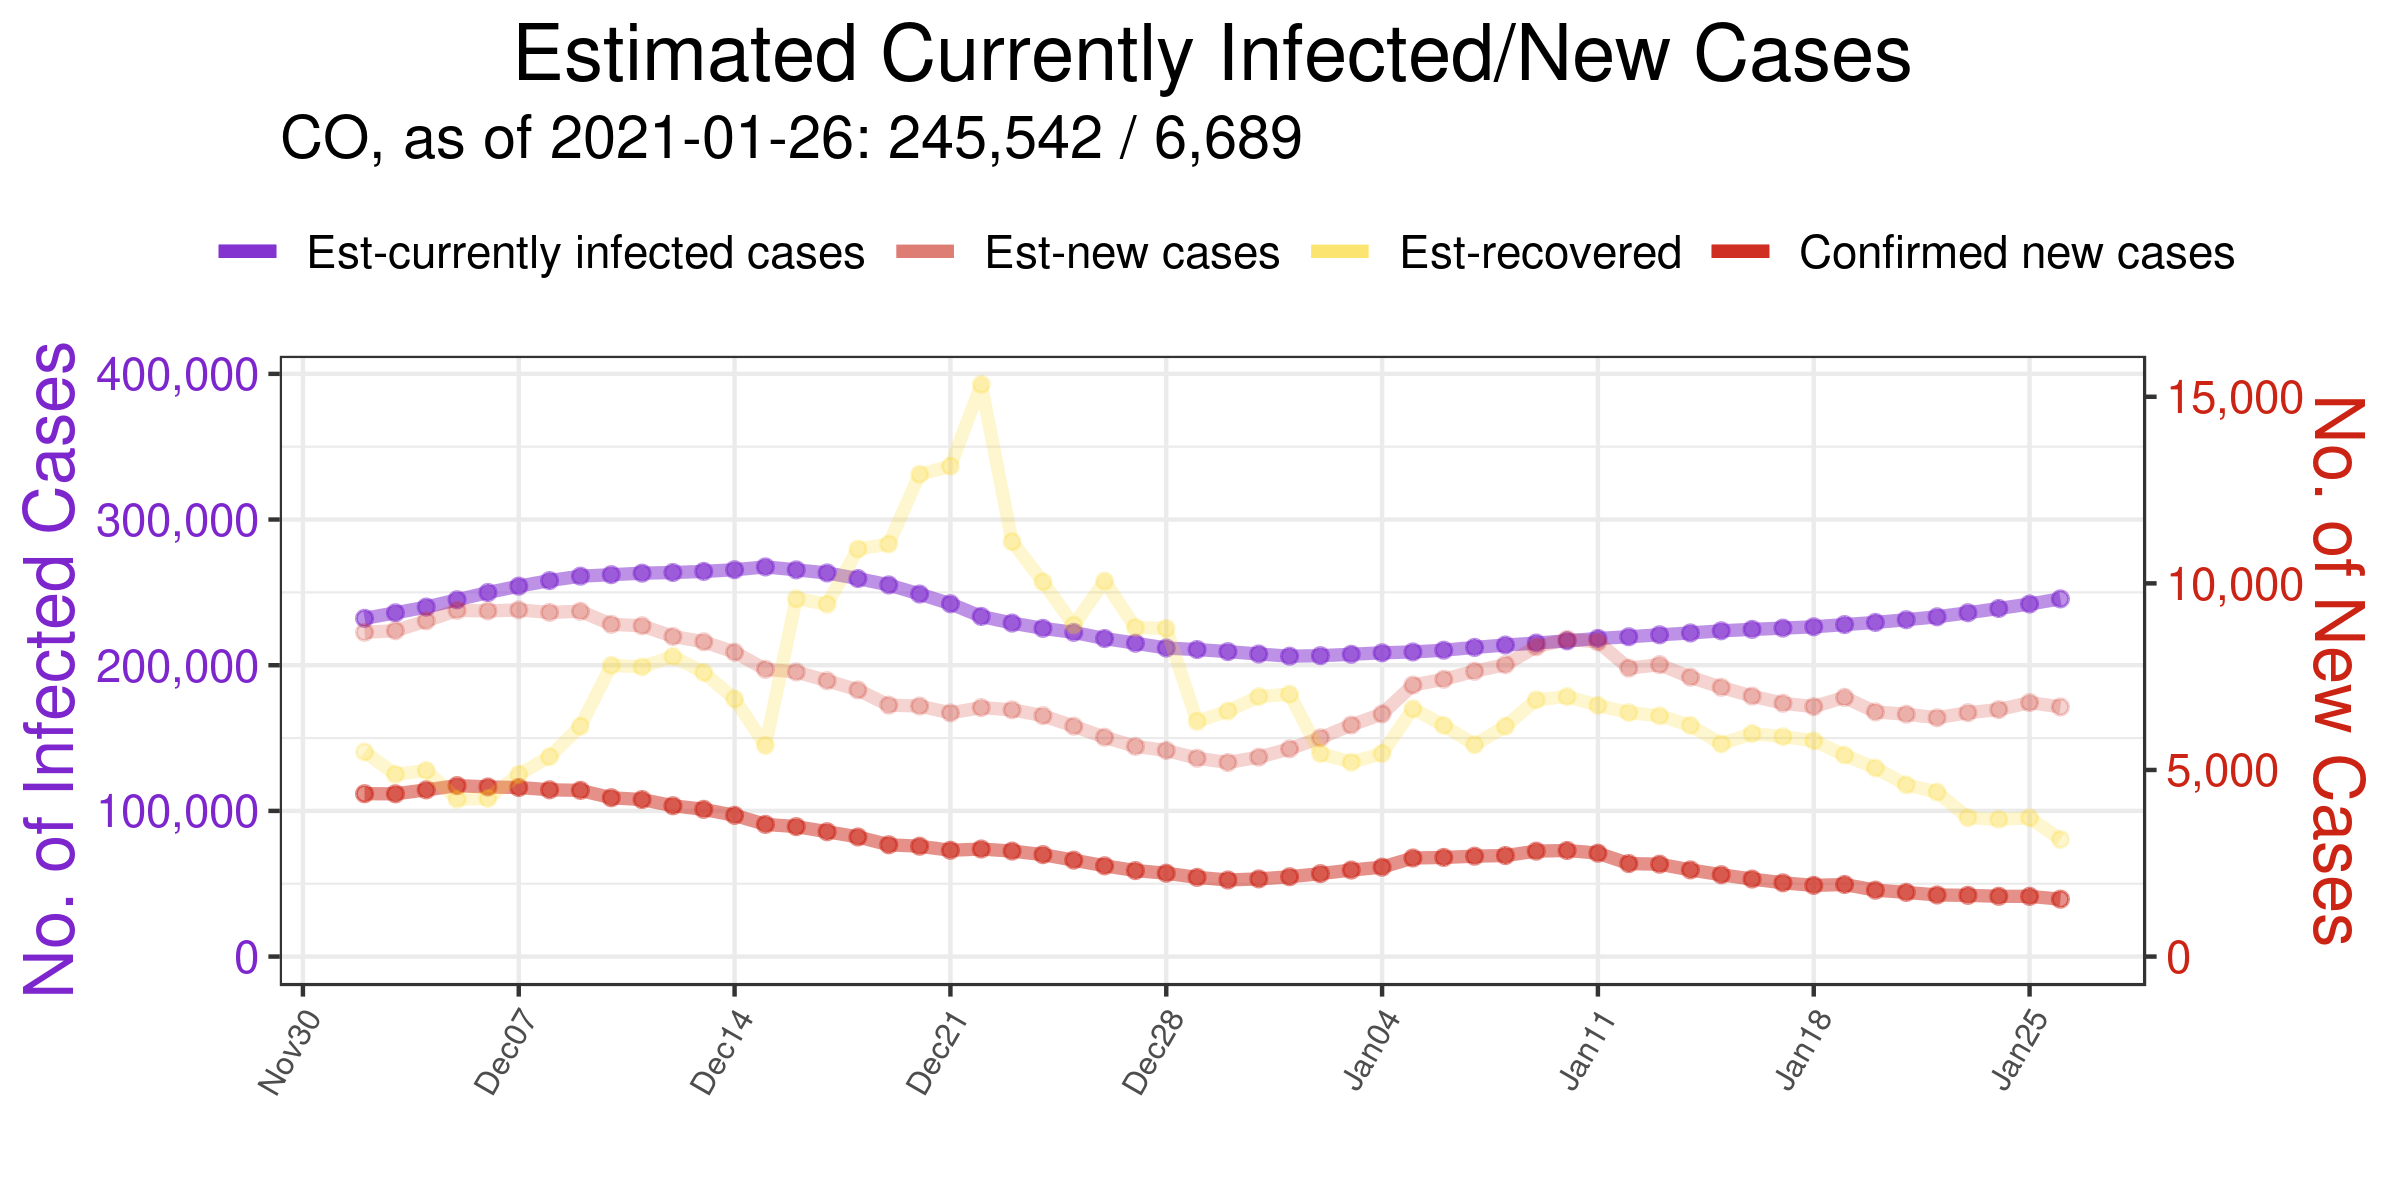 Estimated Currently Infected/New Cases
CO, as of 2021-01-26: 245,542 / 6,689
Est-currently infected cases Est-new cases Est-recovered Confirmed new cases
No. of Infected Cases
400,000
300,000
200,000
100,000
0
15,000
10,000
5,000
0
No. of New Cases
Nov30 Dec07 Dec14 Dec21 Dec28 Jan04 Jan11 Jan18 Jan25